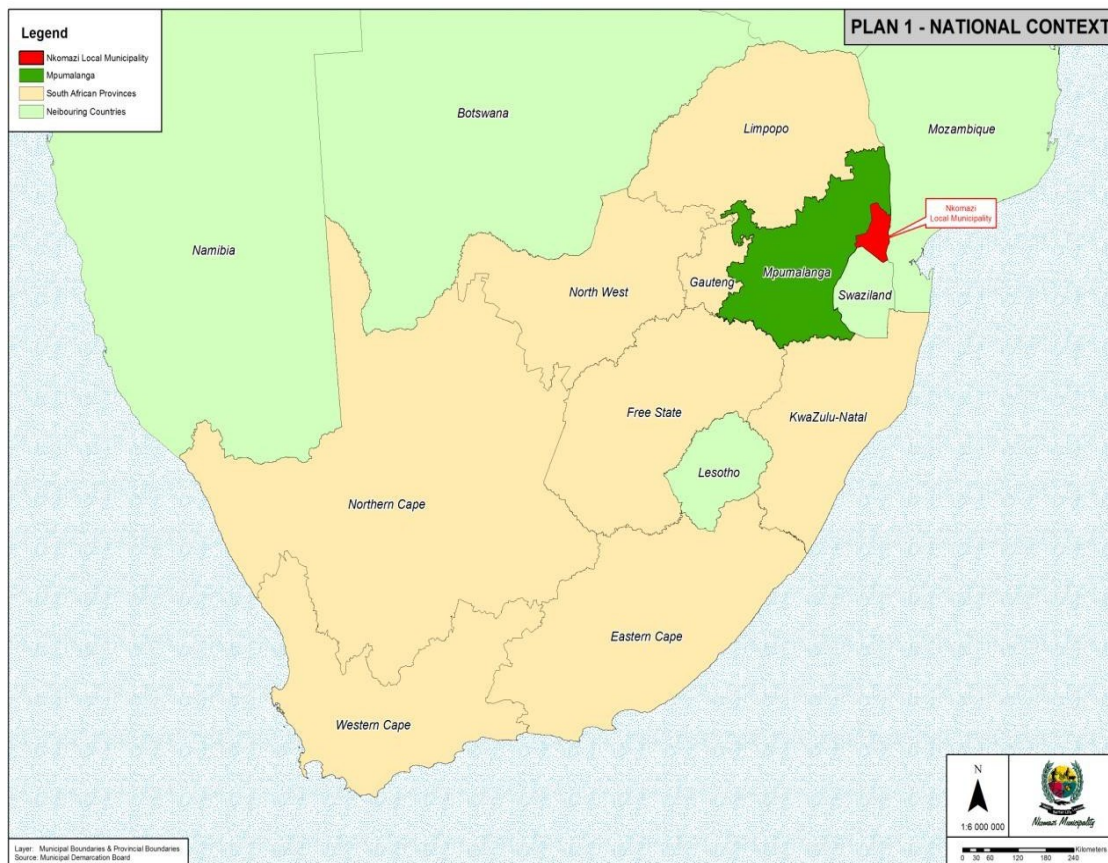 PLAN 1 - NATIONAL CONTEXT
Legend
Nkomazi Local Municipality
Mpumalanga
South African Provinces
Neibouring Countries
Botswana
Limpopo
Mozambique
Nkomazi
Local Municipality
Namibia
North West
Gauteng
Mpumalanga
Swaziland
Free State
KwaZulu-Natal
Lesotho
Northern Cape
Eastern Cape
Western Cape
N
1:6 000 000
Nkomazi Municipality
Kilometers
0 30 60 120 180 240
Layer: Municipal Boundaries & Provincial Boundaries
Source: Municipal Demarcation Board